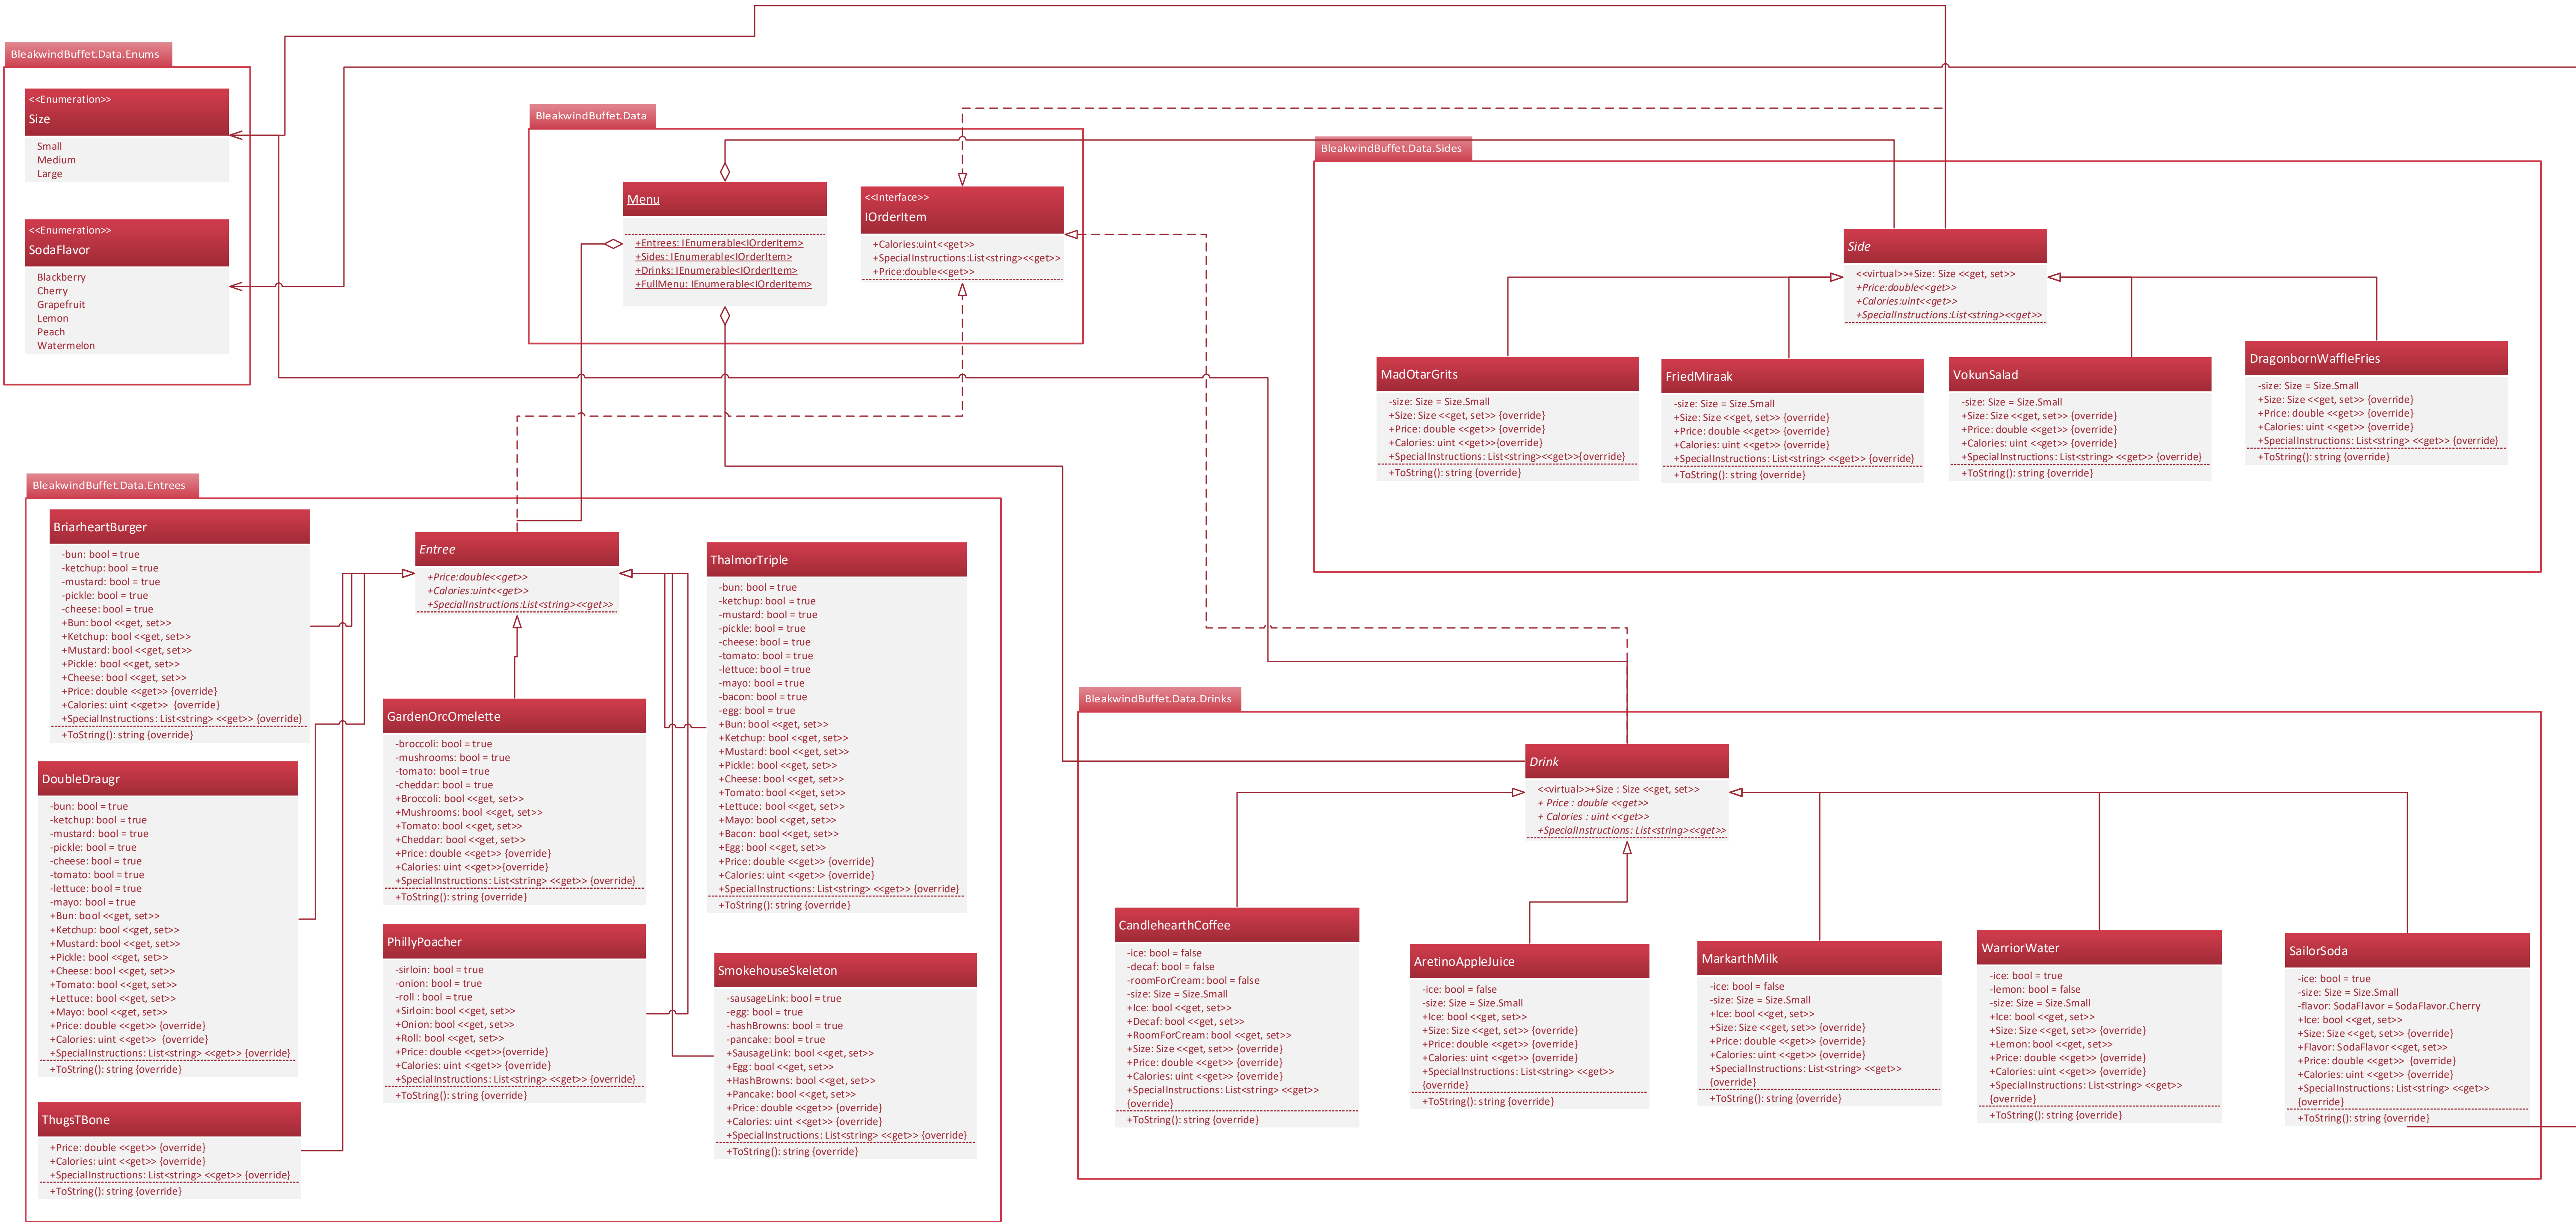 BleakwindBuffet.Data.Enums
<<Enumeration>>
Size
Small
Medium
Large
<<Enumeration>>
SodaFlavor
Blackberry
Cherry
Grapefruit
Lemon
Peach
Watermelon
BleakwindBuffet.Data
Menu
+Entrees: IEnumerable<IOrderItem>
+Sides: IEnumerable<IOrderItem>
+Drinks: IEnumerable<IOrderItem>
+FullMenu: IEnumerable<IOrderItem>
<<Interface>>
IOrderItem
+Calories:uint<<get>>
+SpecialInstructions:List<string><<get>>
+Price:double<<get>>
BleakwindBuffet.Data.Sides
Side
<<virtual>>+Size: Size <<get, set>>
+Price:double<<get>>
+Calories:uint<<get>>
+SpecialInstructions:List<string><<get>>
MadOtarGrits
-size: Size = Size.Small
+Size: Size <<get, set>> {override}
+Price: double <<get>> {override}
+Calories: uint <<get>>{override}
+SpecialInstructions: List<string><<get>>{override}
+ToString(): string {override}
FriedMiraak
-size: Size = Size.Small
+Size: Size <<get, set>> {override}
+Price: double <<get>> {override}
+Calories: uint <<get>> {override}
+SpecialInstructions: List<string> <<get>> {override}
+ToString(): string {override}
VokunSalad
-size: Size = Size.Small
+Size: Size <<get, set>> {override}
+Price: double <<get>> {override}
+Calories: uint <<get>> {override}
+SpecialInstructions: List<string> <<get>> {override}
+ToString(): string {override}
DragonbornWaffleFries
-size: Size = Size.Small
+Size: Size <<get, set>> {override}
+Price: double <<get>> {override}
+Calories: uint <<get>> {override}
+SpecialInstructions: List<string> <<get>> {override}
+ToString(): string {override}
BleakwindBuffet.Data.Entrees
BriarheartBurger
-bun: bool = true
-ketchup: bool = true
-mustard: bool = true
-pickle: bool = true
-cheese: bool = true
+Bun: bool <<get, set>>
+Ketchup: bool <<get, set>>
+Mustard: bool <<get, set>>
+Pickle: bool <<get, set>>
+Cheese: bool <<get, set>>
+Price: double <<get>> {override}
+Calories: uint <<get>>  {override}
+SpecialInstructions: List<string> <<get>> {override}
+ToString(): string {override}
Entree
+Price:double<<get>>
+Calories:uint<<get>>
+SpecialInstructions:List<string><<get>>
ThalmorTriple
-bun: bool = true
-ketchup: bool = true
-mustard: bool = true
-pickle: bool = true
-cheese: bool = true
-tomato: bool = true
-lettuce: bool = true
-mayo: bool = true
-bacon: bool = true
-egg: bool = true
+Bun: bool <<get, set>>
+Ketchup: bool <<get, set>>
+Mustard: bool <<get, set>>
+Pickle: bool <<get, set>>
+Cheese: bool <<get, set>>
+Tomato: bool <<get, set>>
+Lettuce: bool <<get, set>>
+Mayo: bool <<get, set>>
+Bacon: bool <<get, set>>
+Egg: bool <<get, set>>
+Price: double <<get>> {override}
+Calories: uint <<get>> {override}
+SpecialInstructions: List<string> <<get>> {override}
+ToString(): string {override}
GardenOrcOmelette
-broccoli: bool = true
-mushrooms: bool = true
-tomato: bool = true
-cheddar: bool = true
+Broccoli: bool <<get, set>>
+Mushrooms: bool <<get, set>>
+Tomato: bool <<get, set>>
+Cheddar: bool <<get, set>>
+Price: double <<get>> {override}
+Calories: uint <<get>>{override}
+SpecialInstructions: List<string> <<get>> {override}
+ToString(): string {override}
DoubleDraugr
-bun: bool = true
-ketchup: bool = true
-mustard: bool = true
-pickle: bool = true
-cheese: bool = true
-tomato: bool = true
-lettuce: bool = true
-mayo: bool = true
+Bun: bool <<get, set>>
+Ketchup: bool <<get, set>>
+Mustard: bool <<get, set>>
+Pickle: bool <<get, set>>
+Cheese: bool <<get, set>>
+Tomato: bool <<get, set>>
+Lettuce: bool <<get, set>>
+Mayo: bool <<get, set>>
+Price: double <<get>> {override}
+Calories: uint <<get>>  {override}
+SpecialInstructions: List<string> <<get>> {override}
+ToString(): string {override}
PhillyPoacher
-sirloin: bool = true
-onion: bool = true
-roll : bool = true
+Sirloin: bool <<get, set>>
+Onion: bool <<get, set>>
+Roll: bool <<get, set>>
+Price: double <<get>>{override}
+Calories: uint <<get>> {override}
+SpecialInstructions: List<string> <<get>> {override}
+ToString(): string {override}
SmokehouseSkeleton
-sausageLink: bool = true
-egg: bool = true
-hashBrowns: bool = true
-pancake: bool = true
+SausageLink: bool <<get, set>>
+Egg: bool <<get, set>>
+HashBrowns: bool <<get, set>>
+Pancake: bool <<get, set>>
+Price: double <<get>> {override}
+Calories: uint <<get>> {override}
+SpecialInstructions: List<string> <<get>> {override}
+ToString(): string {override}
ThugsTBone
+Price: double <<get>> {override}
+Calories: uint <<get>> {override}
+SpecialInstructions: List<string> <<get>> {override}
+ToString(): string {override}
BleakwindBuffet.Data.Drinks
Drink
<<virtual>>+Size : Size <<get, set>>
+ Price : double <<get>>
+ Calories : uint <<get>>
+SpecialInstructions: List<string><<get>>
CandlehearthCoffee
-ice: bool = false
-decaf: bool = false
-roomForCream: bool = false
-size: Size = Size.Small
+Ice: bool <<get, set>>
+Decaf: bool <<get, set>>
+RoomForCream: bool <<get, set>>
+Size: Size <<get, set>> {override}
+Price: double <<get>> {override}
+Calories: uint <<get>> {override}
+SpecialInstructions: List<string> <<get>>
{override}
+ToString(): string {override}
AretinoAppleJuice
-ice: bool = false
-size: Size = Size.Small
+Ice: bool <<get, set>>
+Size: Size <<get, set>> {override}
+Price: double <<get>> {override}
+Calories: uint <<get>> {override}
+SpecialInstructions: List<string> <<get>>
{override}
+ToString(): string {override}
MarkarthMilk
-ice: bool = false
-size: Size = Size.Small
+Ice: bool <<get, set>>
+Size: Size <<get, set>> {override}
+Price: double <<get>> {override}
+Calories: uint <<get>> {override}
+SpecialInstructions: List<string> <<get>>
{override}
+ToString(): string {override}
WarriorWater
-ice: bool = true
-lemon: bool = false
-size: Size = Size.Small
+Ice: bool <<get, set>>
+Size: Size <<get, set>> {override}
+Lemon: bool <<get, set>>
+Price: double <<get>> {override}
+Calories: uint <<get>> {override}
+SpecialInstructions: List<string> <<get>>
{override}
+ToString(): string {override}
SailorSoda
-ice: bool = true
-size: Size = Size.Small
-flavor: SodaFlavor = SodaFlavor.Cherry
+Ice: bool <<get, set>>
+Size: Size <<get, set>> {override}
+Flavor: SodaFlavor <<get, set>>
+Price: double <<get>>  {override}
+Calories: uint <<get>> {override}
+SpecialInstructions: List<string> <<get>>
{override}
+ToString(): string {override}